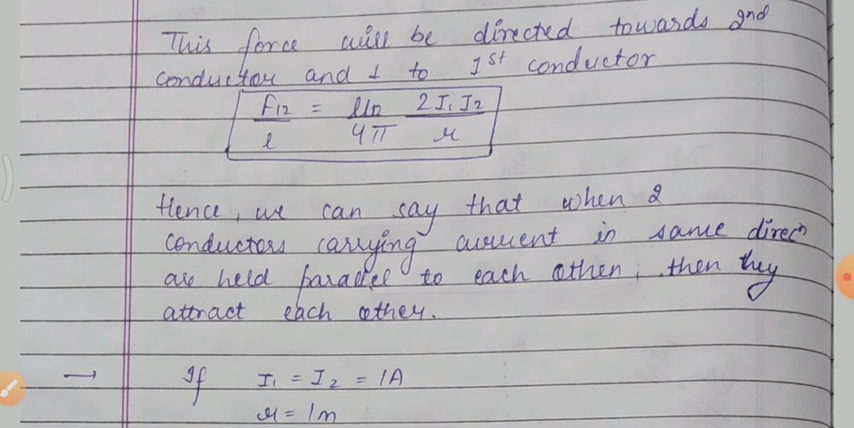 This force will be directed towards 2nd
conductor and ⊥ to 1st conductor
F12/l = μ0/4π 2I1I2/r
Hence, we can say that when 2
conductors carrying current in same direcn
are held parallel to each other, then they
attract each other.
→ If I1 = I2 = 1A
r = 1m